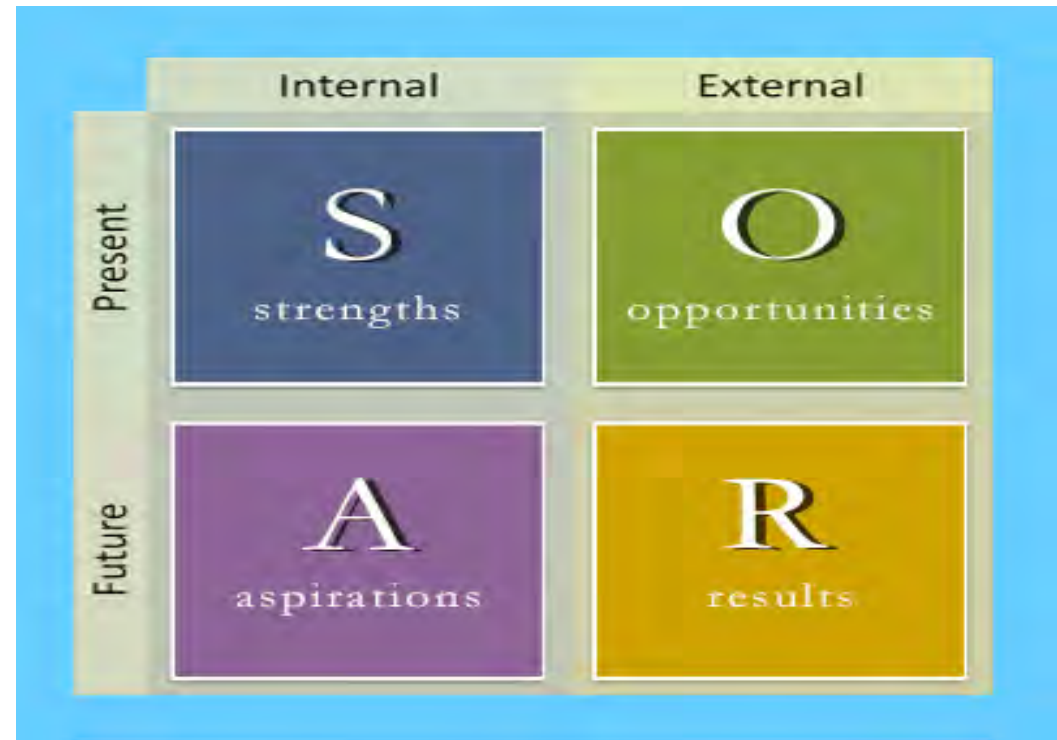 Internal External
Present
S O
strengths opportunities
Future
A R
aspirations results